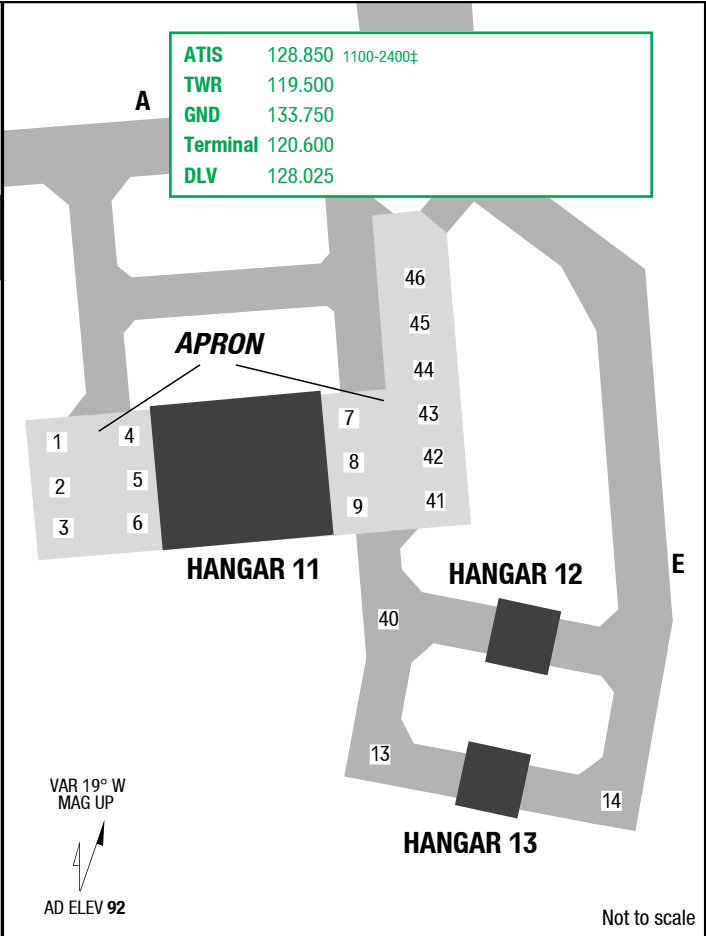 ATIS 128.850 1100-2400‡
TWR 119.500
GND 133.750
Terminal 120.600
DLV 128.025
A
46
45
44
43
42
41
APRON
1
2
3
4
5
6
7
8
9
HANGAR 11
HANGAR 12
E
40
13
14
HANGAR 13
VAR 19° W
MAG UP
AD ELEV 92
Not to scale